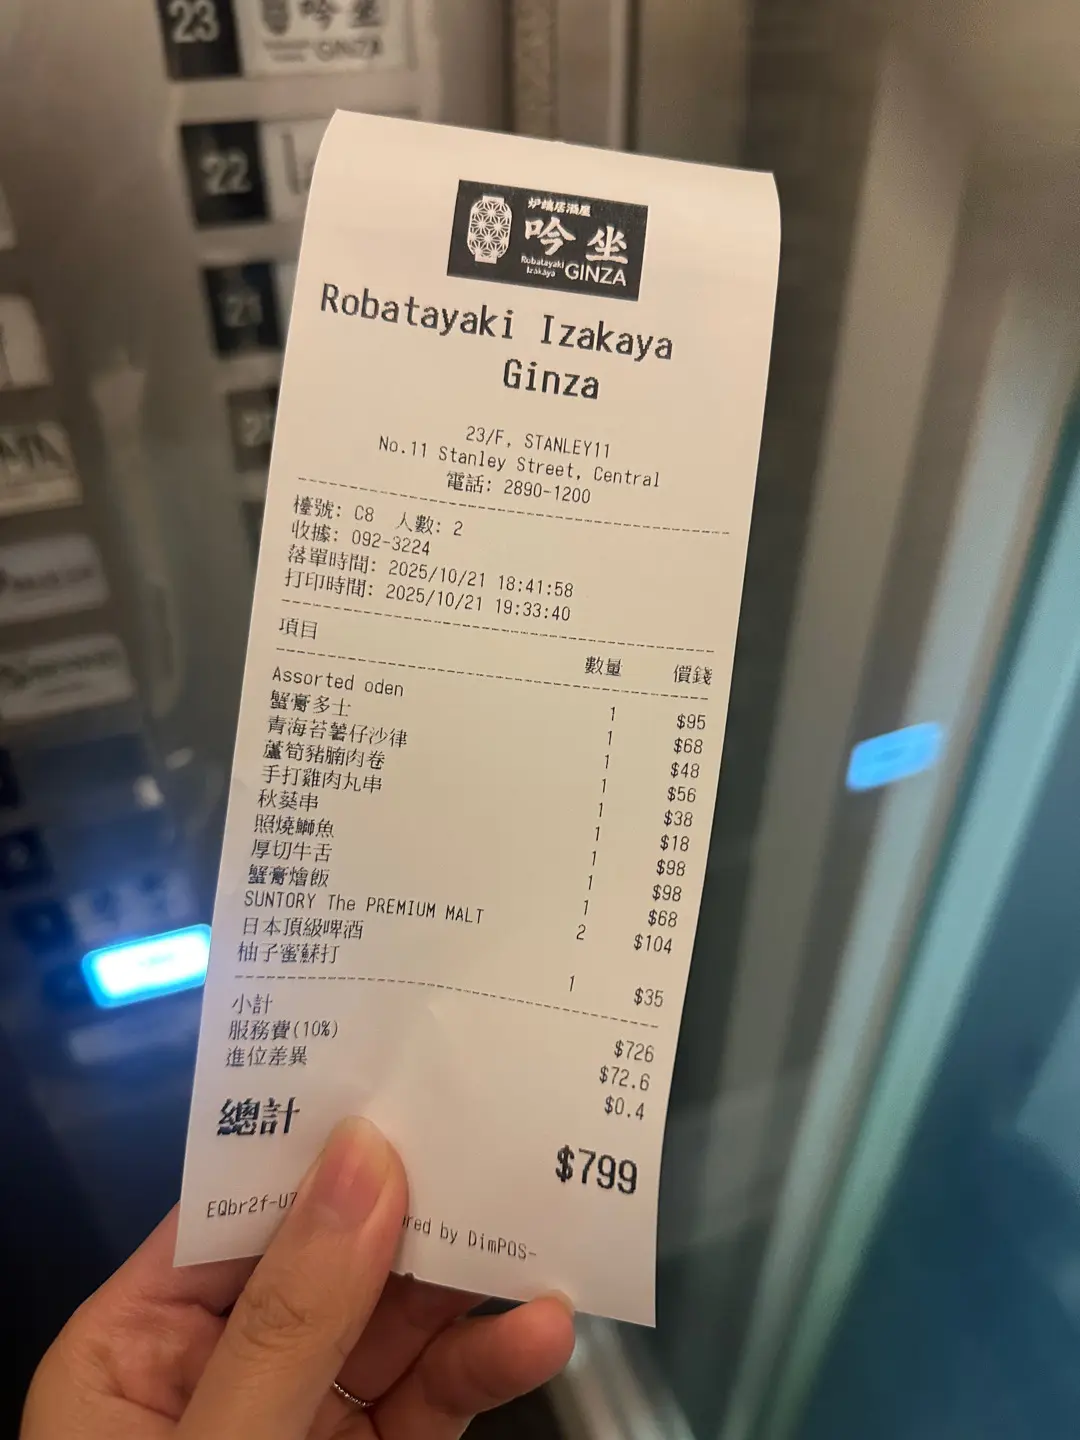 23
吟坐
GINZA
22
21
炉端居酒屋
吟坐
Robatayaki
Izakaya
GINZA
Robatayaki Izakaya
Ginza
23/F, STANLEY11
No.11 Stanley Street, Central
電話: 2890-1200
檯號: C8 人數: 2
收據: 092-3224
落單時間: 2025/10/21 18:41:58
打印時間: 2025/10/21 19:33:40
項目 數量 價錢
Assorted oden 1 $95
蟹膏多士 1 $68
青海苔薯仔沙律 1 $48
蘆筍豬腩肉卷 1 $56
手打雞肉丸串 1 $38
秋葵串 1 $18
照燒鰤魚 1 $98
厚切牛舌 1 $98
蟹膏燴飯 1 $68
SUNTORY The PREMIUM MALT 2 $104
日本頂級啤酒
柚子蜜蘇打 1 $35
小計 $726
服務費(10%) $72.6
進位差異 $0.4
總計 $799
EQbr2f-U7
by DimPOS-